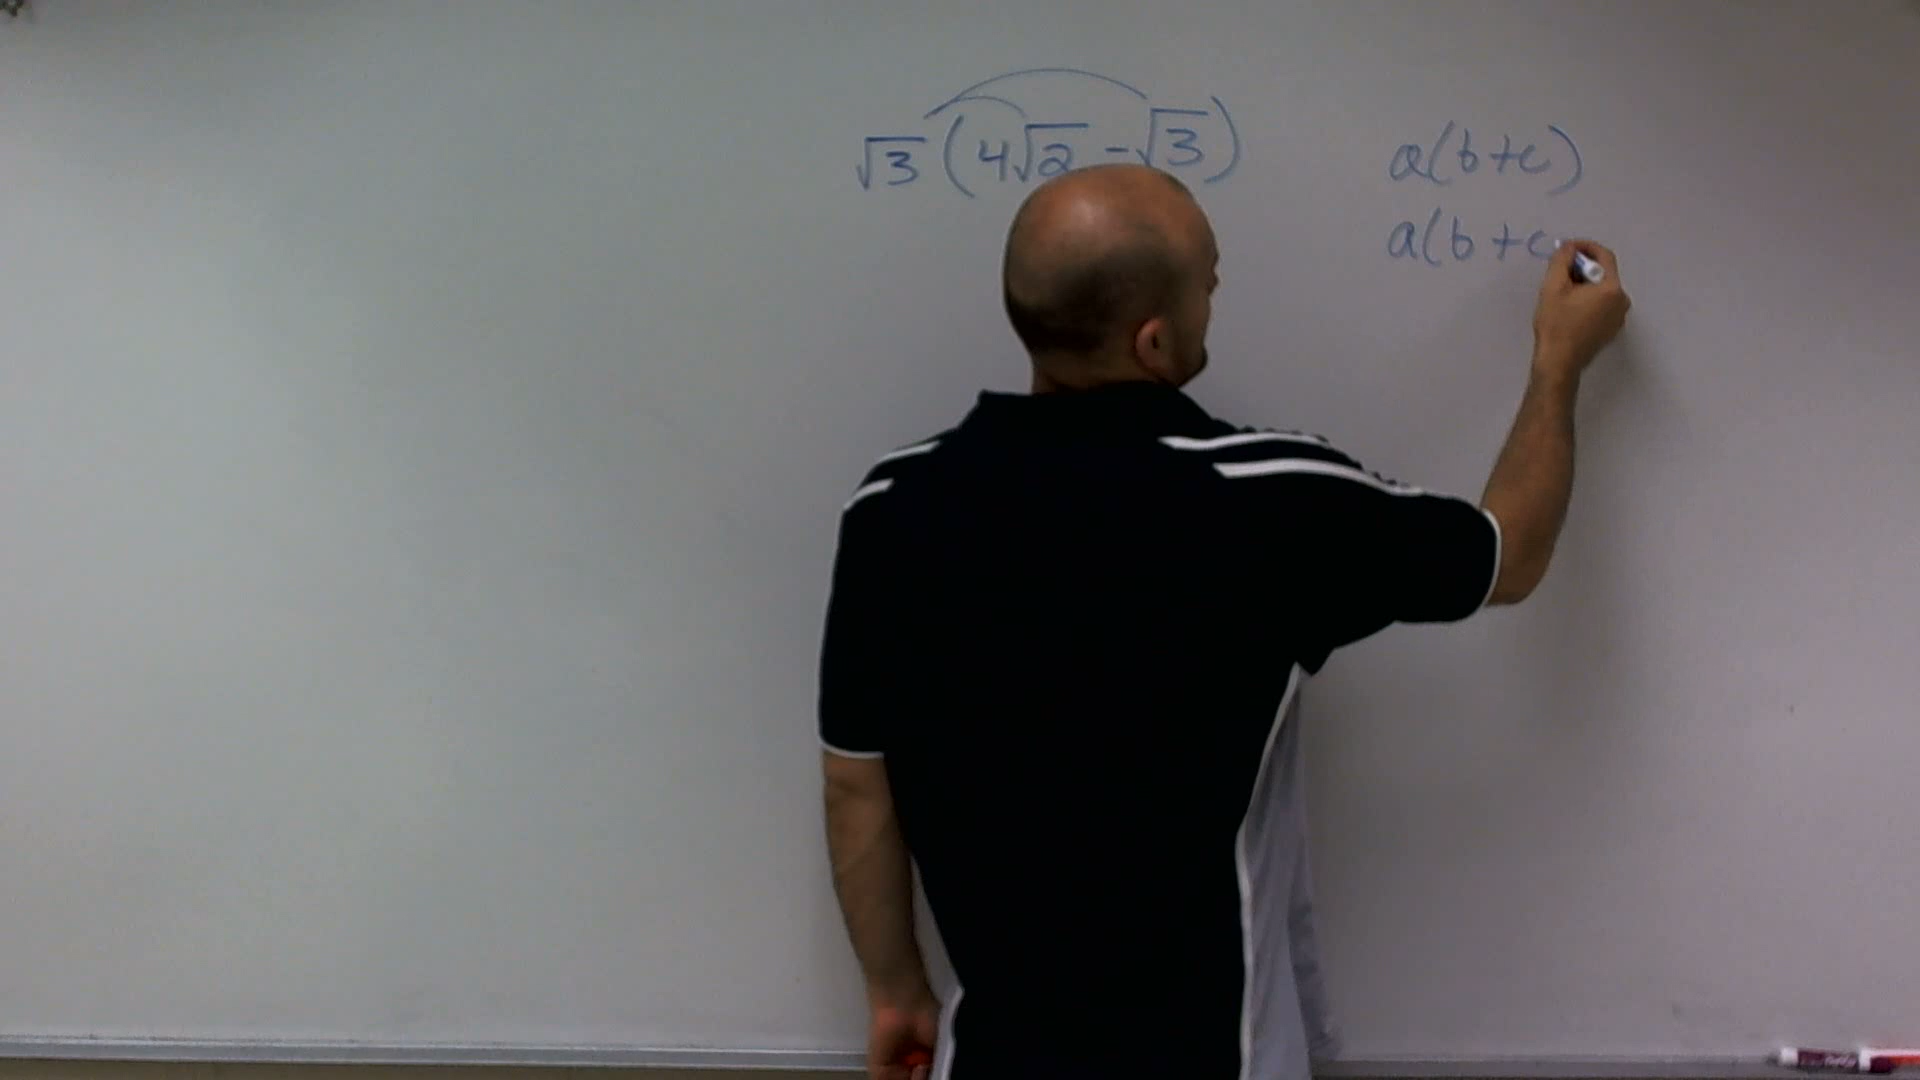 √3 (4√2 - √3)
a(b+c)
a(b+c